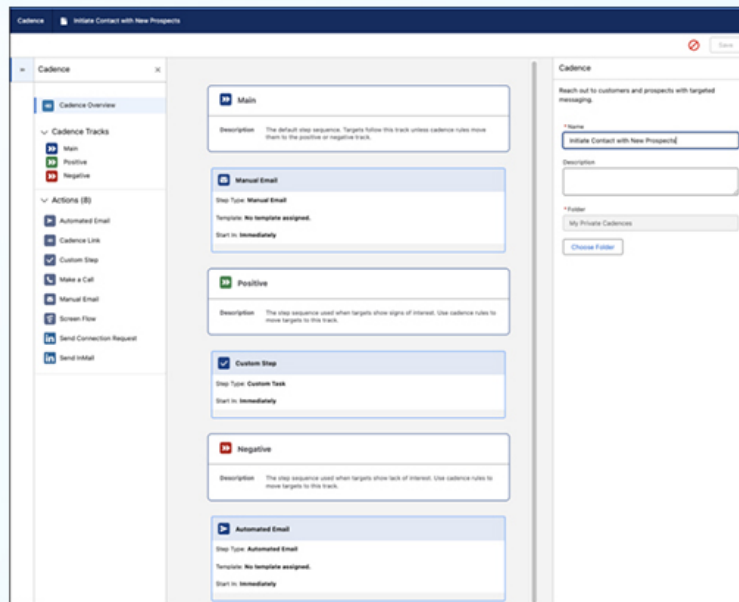 Cadence
Initiate Contact with New Prospects
Save
Cadence
Cadence Overview
Cadence Tracks
Main
Positive
Negative
Actions (8)
Automated Email
Cadence Link
Custom Step
Make a Call
Manual Email
Screen Flow
Send Connection Request
Send InMail
Main
Description The default step sequence. Targets follow this track unless cadence rules move
them to the positive or negative track.
Manual Email
Step Type: Manual Email
Template: No template assigned.
Start In: Immediately
Positive
Description The step sequence used when targets show signs of interest. Use cadence rules to
move targets to this track.
Custom Step
Step Type: Custom Task
Start In: Immediately
Negative
Description The step sequence used when targets show lack of interest. Use cadence rules to
move targets to this track.
Automated Email
Step Type: Automated Email
Template: No template assigned.
Start In: Immediately
Cadence
Reach out to customers and prospects with targeted
messaging.
*Name
Initiate Contact with New Prospects
Description
*Folder
My Private Cadences
Choose Folder